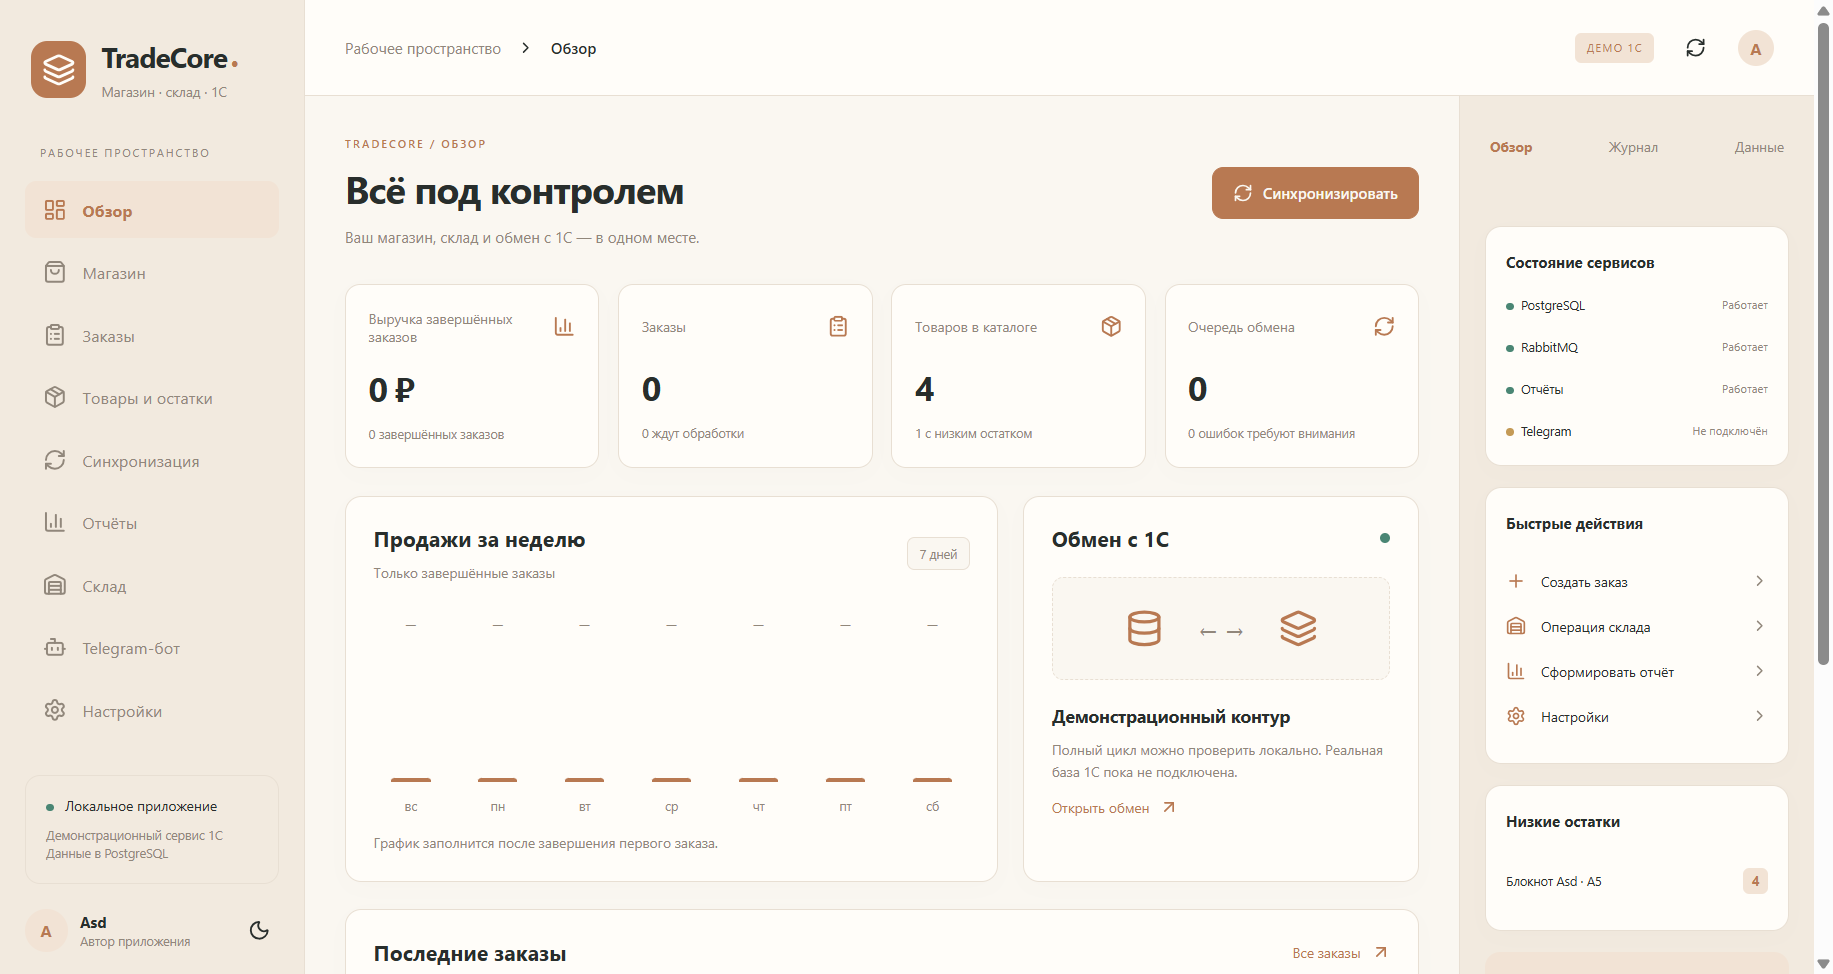 TradeCore.
Магазин · склад · 1С
РАБОЧЕЕ ПРОСТРАНСТВО
Обзор
Магазин
Заказы
Товары и остатки
Синхронизация
Отчёты
Склад
Telegram-бот
Настройки
Локальное приложение
Демонстрационный сервис 1С
Данные в PostgreSQL
A
Asd
Автор приложения
Рабочее пространство
Обзор
ДЕМО 1С
A
TRADECORE / ОБЗОР
Всё под контролем
Ваш магазин, склад и обмен с 1С — в одном месте.
Синхронизировать
Выручка завершённых
заказов
0 ₽
0 завершённых заказов
Заказы
0
0 ждут обработки
Товаров в каталоге
4
1 с низким остатком
Очередь обмена
0
0 ошибок требуют внимания
Продажи за неделю
Только завершённые заказы
7 дней
— — — — — — —
вс пн вт ср чт пт сб
График заполнится после завершения первого заказа.
Обмен с 1С
← →
Демонстрационный контур
Полный цикл можно проверить локально. Реальная
база 1С пока не подключена.
Открыть обмен
Последние заказы
Все заказы
Обзор Журнал Данные
Состояние сервисов
PostgreSQL Работает
RabbitMQ Работает
Отчёты Работает
Telegram Не подключён
Быстрые действия
Создать заказ
Операция склада
Сформировать отчёт
Настройки
Низкие остатки
Блокнот Asd · A5 4